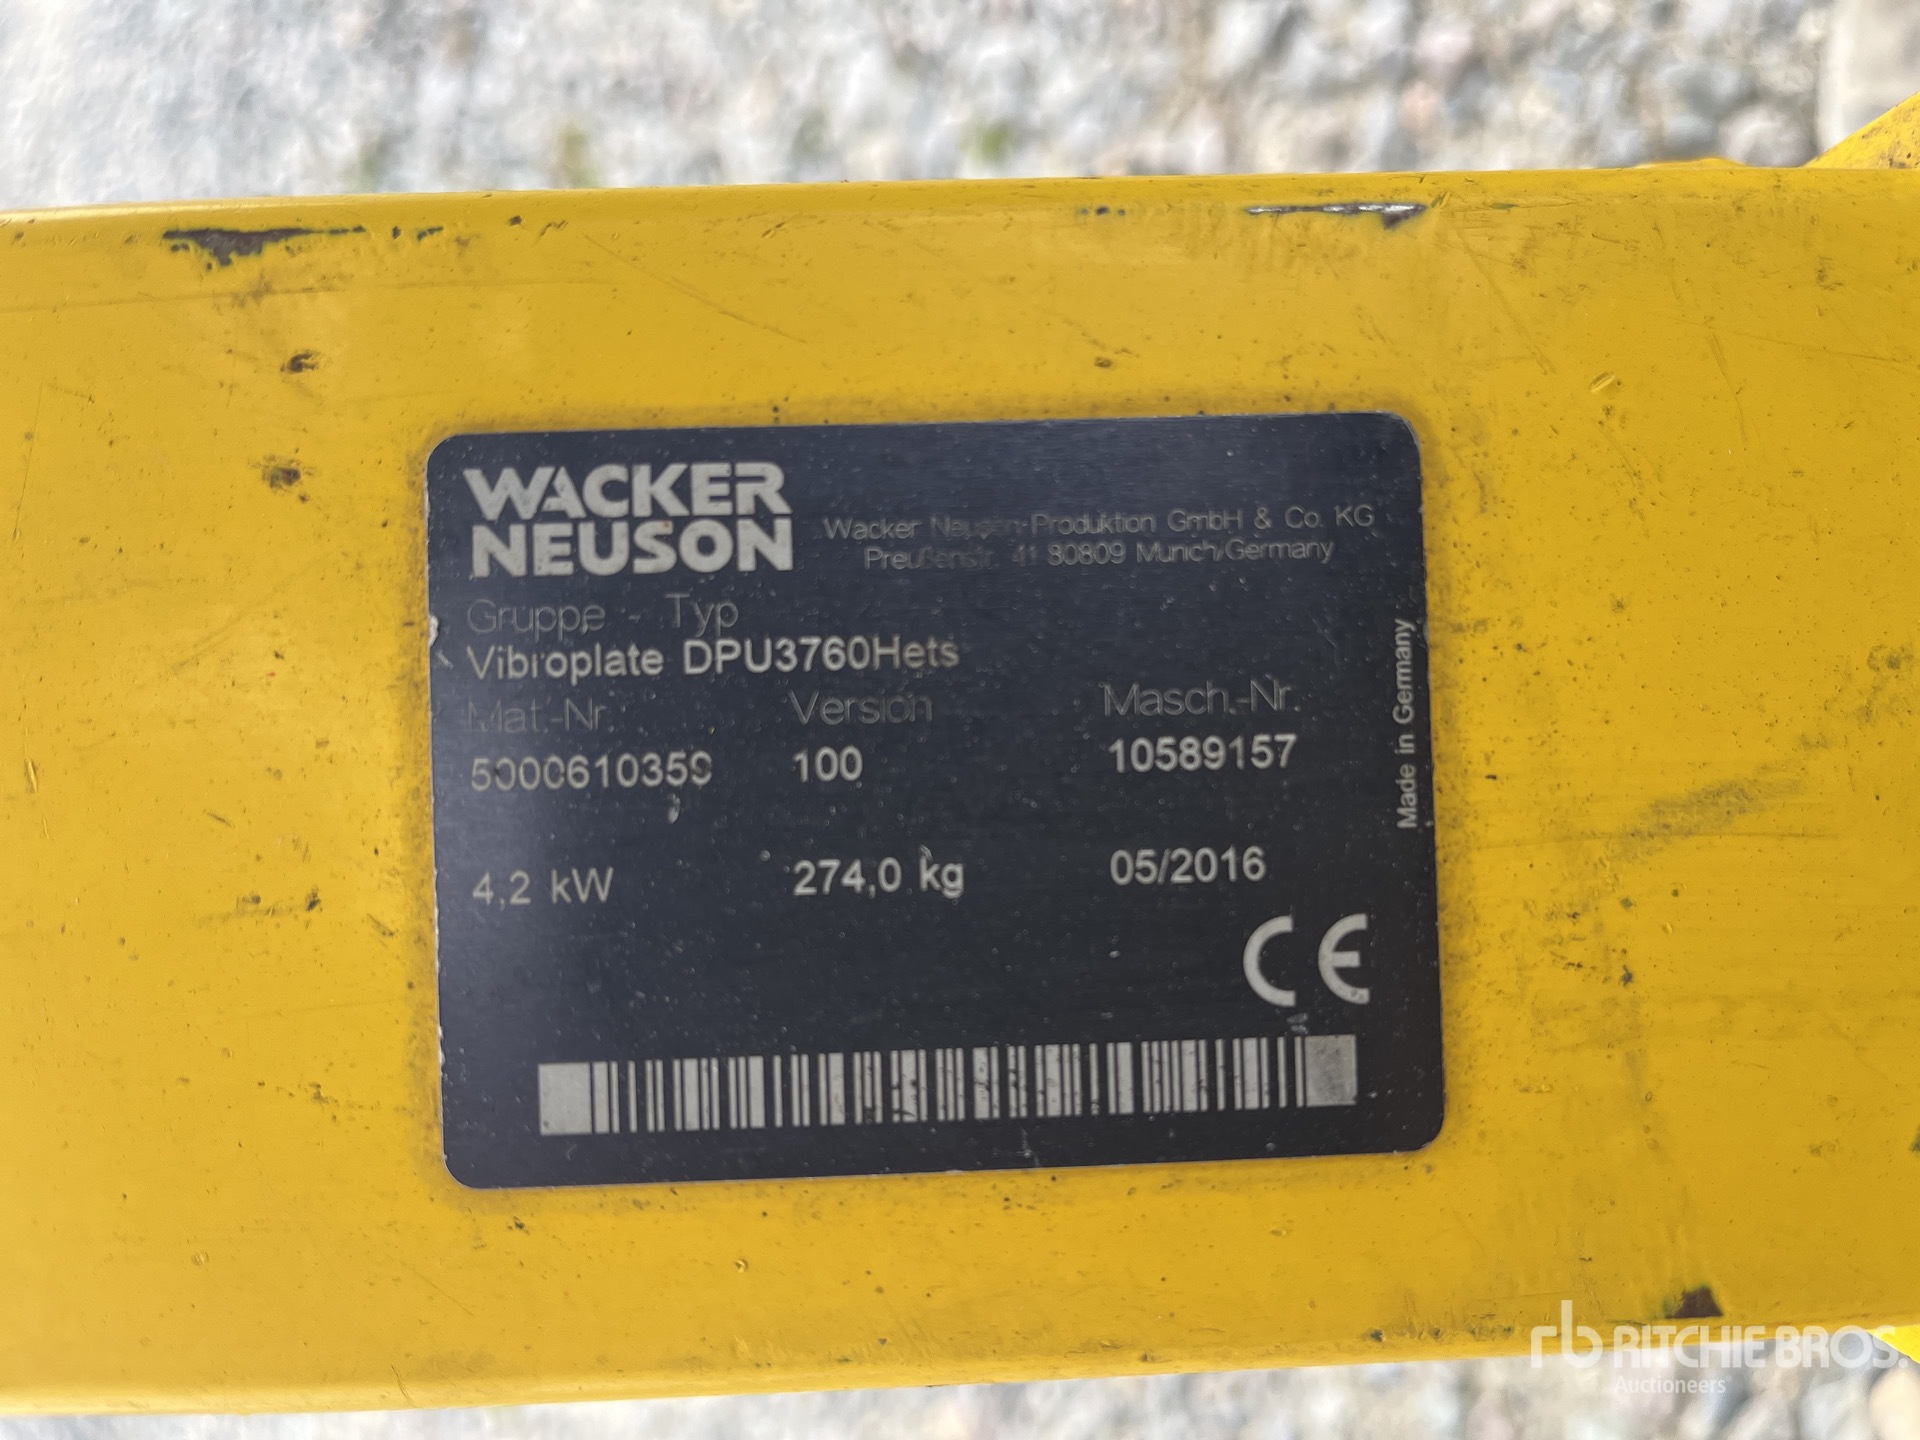 WACKER
NEUSON
Wacker Neuson Produktion GmbH & Co. KG
Preußenstr. 41 80809 Munich/Germany
Gruppe - Typ
Vibroplate DPU3760Hets
Mat.-Nr.
Version
Masch.-Nr.
5000610359
100
10589157
4,2 kW
274,0 kg
05/2016
Made in Germany
CE
rb RITCHIE BROS.
Auctioneers